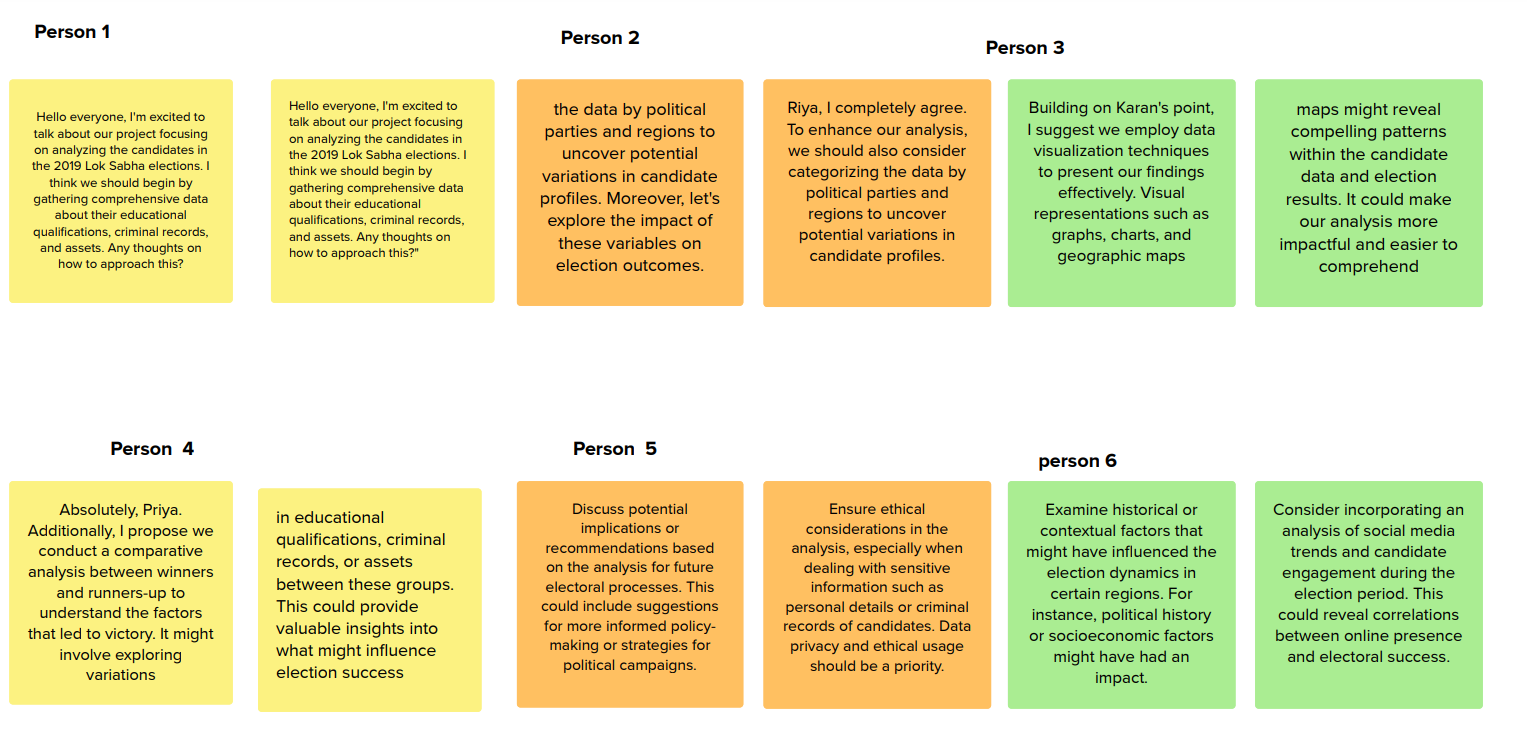 Person 1
Hello everyone, I'm excited to
talk about our project focusing
on analyzing the candidates in
the 2019 Lok Sabha elections. I
think we should begin by
gathering comprehensive data
about their educational
qualifications, criminal records,
and assets. Any thoughts on
how to approach this?
Hello everyone, I'm excited to
talk about our project focusing
on analyzing the candidates in
the 2019 Lok Sabha elections. I
think we should begin by
gathering comprehensive data
about their educational
qualifications, criminal records,
and assets. Any thoughts on
how to approach this?"
Person 2
the data by political
parties and regions to
uncover potential
variations in candidate
profiles. Moreover, let's
explore the impact of
these variables on
election outcomes.
Riya, I completely agree.
To enhance our analysis,
we should also consider
categorizing the data by
political parties and
regions to uncover
potential variations in
candidate profiles.
Person 3
Building on Karan's point,
I suggest we employ data
visualization techniques
to present our findings
effectively. Visual
representations such as
graphs, charts, and
geographic maps
maps might reveal
compelling patterns
within the candidate
data and election
results. It could make
our analysis more
impactful and easier to
comprehend
Person 4
Absolutely, Priya.
Additionally, I propose we
conduct a comparative
analysis between winners
and runners-up to
understand the factors
that led to victory. It might
involve exploring
variations
in educational
qualifications, criminal
records, or assets
between these groups.
This could provide
valuable insights into
what might influence
election success
Person 5
Discuss potential
implications or
recommendations based
on the analysis for future
electoral processes. This
could include suggestions
for more informed policy-
making or strategies for
political campaigns.
Ensure ethical
considerations in the
analysis, especially when
dealing with sensitive
information such as
personal details or criminal
records of candidates. Data
privacy and ethical usage
should be a priority.
person 6
Examine historical or
contextual factors that
might have influenced the
election dynamics in
certain regions. For
instance, political history
or socioeconomic factors
might have had an
impact.
Consider incorporating an
analysis of social media
trends and candidate
engagement during the
election period. This
could reveal correlations
between online presence
and electoral success.